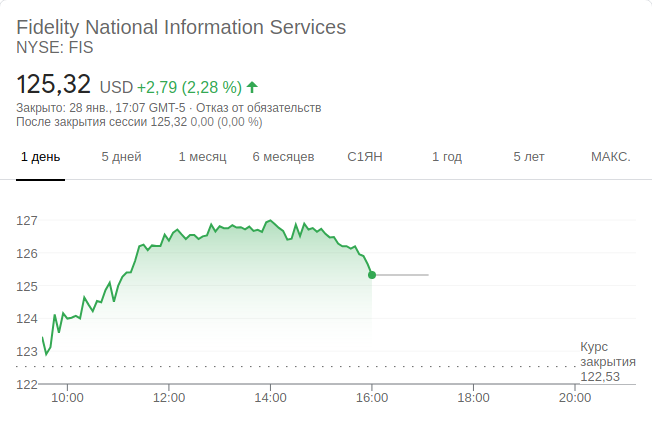 Fidelity National Information Services
NYSE: FIS
125,32 USD +2,79 (2,28 %)
Закрыто: 28 янв., 17:07 GMT-5 · Отказ от обязательств
После закрытия сессии 125,32 0,00 (0,00 %)
1 день 5 дней 1 месяц 6 месяцев С1ЯН 1 год 5 лет МАКС.
127
126
125
124
123
Курс
закрытия
122,53
122
10:00 12:00 14:00 16:00 18:00 20:00